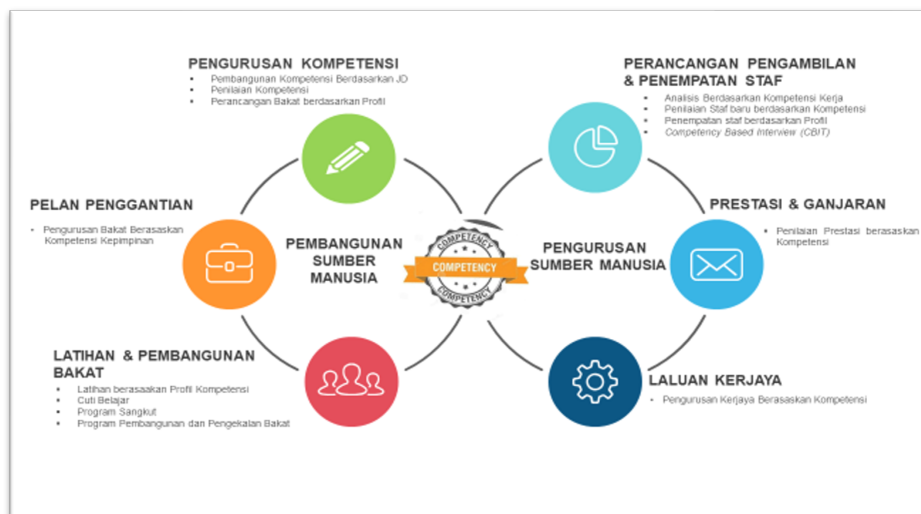 PENGURUSAN KOMPETENSI
Pembangunan Kompetensi Berdasarkan JD
Penilaian Kompetensi
Perancangan Bakat berdasarkan Profil
PERANCANGAN PENGAMBILAN
& PENEMPATAN STAF
Analisis Berdasarkan Kompetensi Kerja
Penilaian Staf baru berdasarkan Kompetensi
Penempatan staf berdasarkan Profil
Competency Based Interview (CBIT)
PELAN PENGGANTIAN
Pengurusan Bakat Berasaskan
Kompetensi Kepimpinan
PEMBANGUNAN
SUMBER
MANUSIA
COMPETENCY
COMPETENCY
COMPETENCY
PENGURUSAN
SUMBER MANUSIA
PRESTASI & GANJARAN
Penilaian Prestasi berasaskan
Kompetensi
LATIHAN & PEMBANGUNAN
BAKAT
Latihan berasaakan Profil Kompetensi
Cuti Belajar
Program Sangkut
Program Pembangunan dan Pengekalan Bakat
LALUAN KERJAYA
Pengurusan Kerjaya Berasaskan Kompetensi